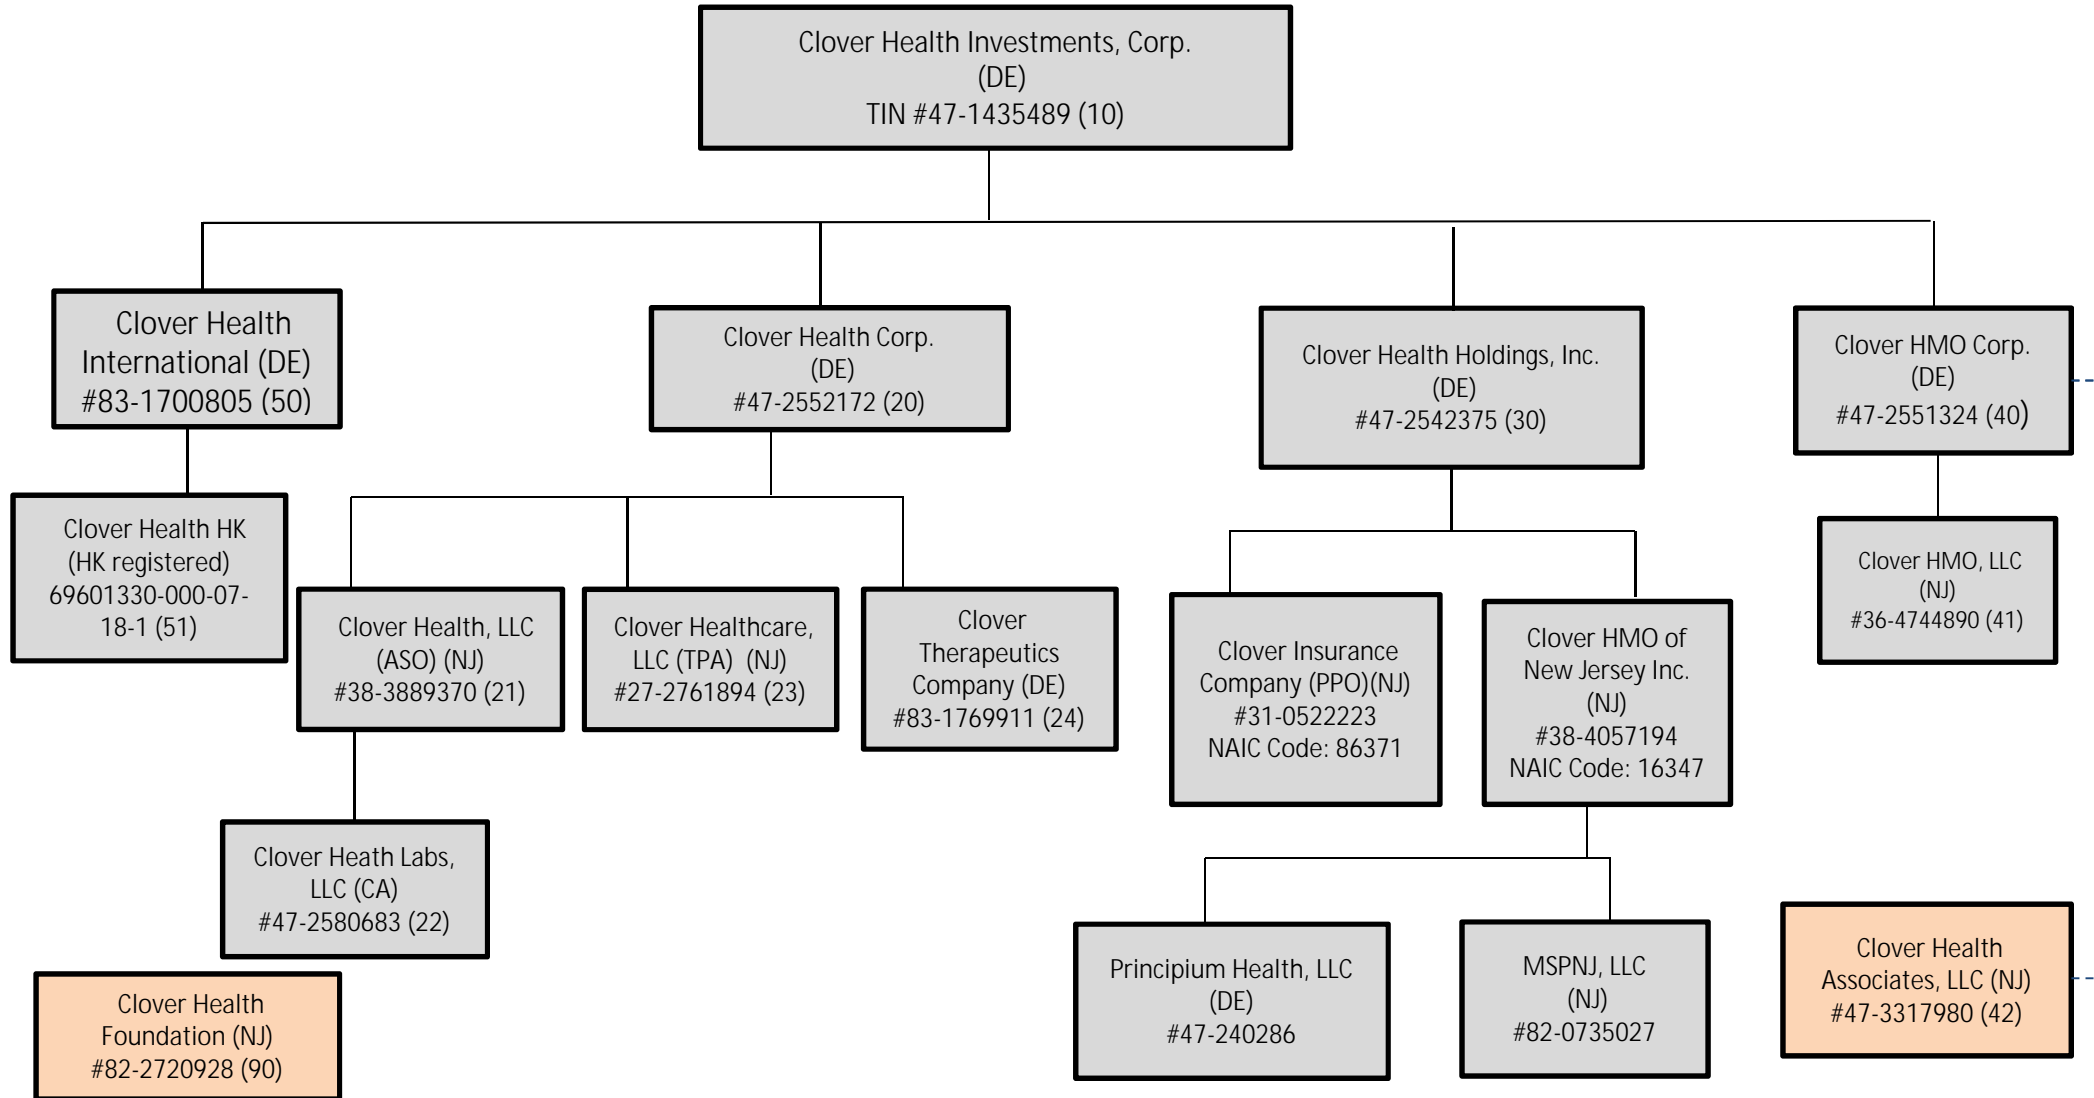 Clover Health Investments, Corp.
(DE)
TIN #47-1435489 (10)
Clover Health
International (DE)
#83-1700805 (50)
Clover Health Corp.
(DE)
#47-2552172 (20)
Clover Health Holdings, Inc.
(DE)
#47-2542375 (30)
Clover HMO Corp.
(DE)
#47-2551324 (40)
Clover Health HK
(HK registered)
69601330-000-07-
18-1 (51)
Clover Health, LLC
(ASO) (NJ)
#38-3889370 (21)
Clover Healthcare,
LLC (TPA) (NJ)
#27-2761894 (23)
Clover
Therapeutics
Company (DE)
#83-1769911 (24)
Clover Insurance
Company (PPO)(NJ)
#31-0522223
NAIC Code: 86371
Clover HMO of
New Jersey Inc.
(NJ)
#38-4057194
NAIC Code: 16347
Clover HMO, LLC
(NJ)
#36-4744890 (41)
Clover Heath Labs,
LLC (CA)
#47-2580683 (22)
Clover Health
Foundation (NJ)
#82-2720928 (90)
Principium Health, LLC
(DE)
#47-240286
MSPNJ, LLC
(NJ)
#82-0735027
Clover Health
Associates, LLC (NJ)
#47-3317980 (42)